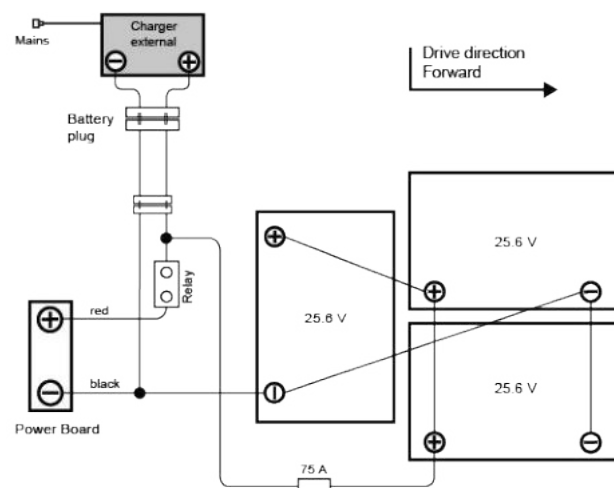 Charger
external
Mains
Drive direction
Forward
Battery
plug
25.6 V
Relay
25.6 V
red
25.6 V
black
Power Board
75 A